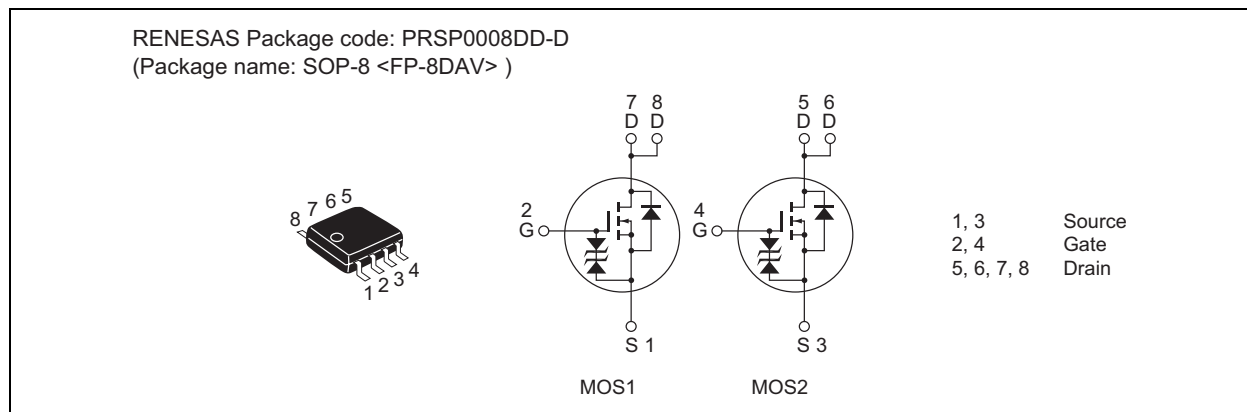 RENESAS Package code: PRSP0008DD-D
(Package name: SOP-8 <FP-8DAV> )
7 8
D D
5 6
D D
8 7 6 5
1 2 3 4
2
G
4
G
S 1
S 3
MOS1
MOS2
1, 3 Source
2, 4 Gate
5, 6, 7, 8 Drain